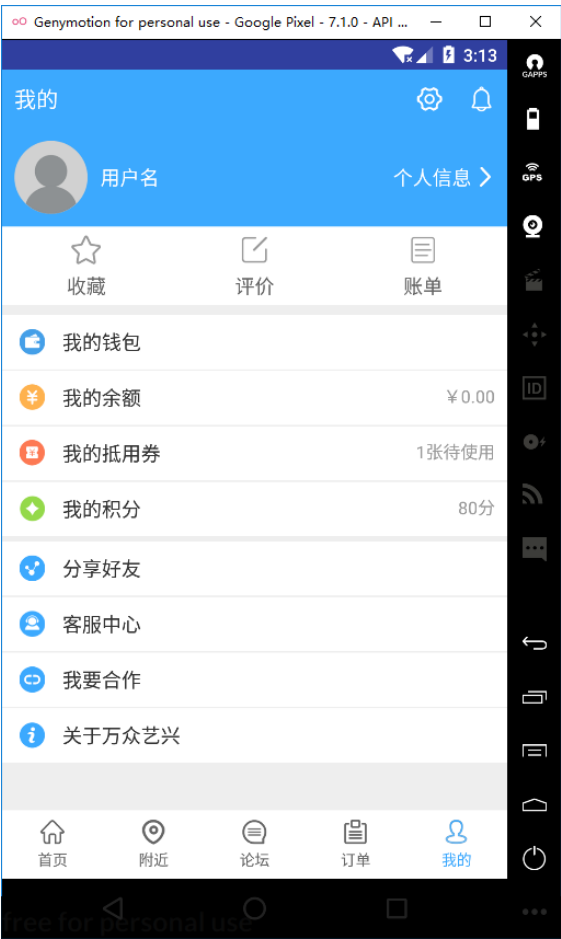 Genymotion for personal use - Google Pixel - 7.1.0 - API ...
3:13
GAPPS
我的
用户名
个人信息
GPS
收藏
评价
账单
我的钱包
我的余额
￥0.00
ID
我的抵用券
1张待使用
我的积分
80分
分享好友
客服中心
我要合作
关于万众艺兴
首页
附近
论坛
订单
我的
free for personal use